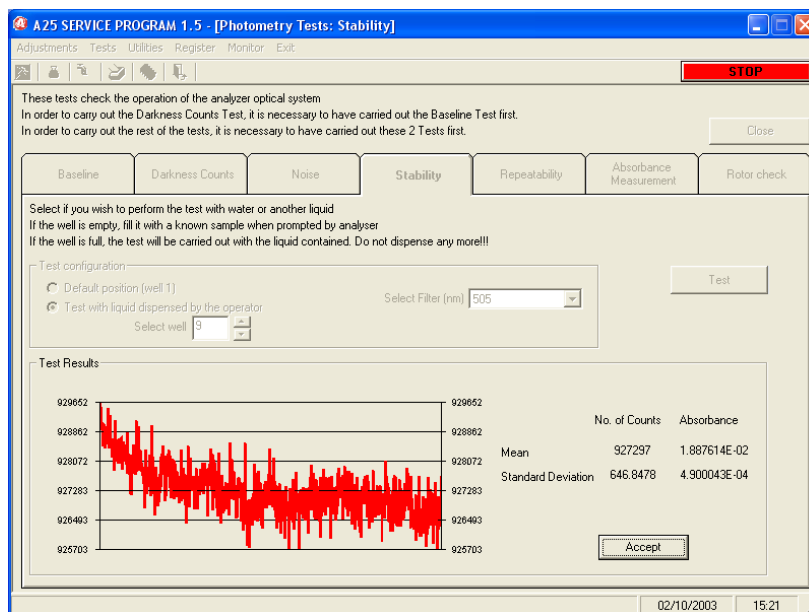 A25 SERVICE PROGRAM 1.5 - [Photometry Tests: Stability]
Adjustments Tests Utilities Register Monitor Exit
STOP
These tests check the operation of the analyzer optical system
In order to carry out the Darkness Counts Test, it is necessary to have carried out the Baseline Test first.
In order to carry out the rest of the tests, it is necessary to have carried out these 2 Tests first.
Close
Baseline Darkness Counts Noise Stability Repeatability Absorbance Measurement Rotor check
Select if you wish to perform the test with water or another liquid
If the well is empty, fill it with a known sample when prompted by analyser
If the well is full, the test will be carried out with the liquid contained. Do not dispense any more!!!
Test configuration
Default position (well 1)
Test with liquid dispensed by the operator
Select well 9
Select Filter (nm) 505
Test
Test Results
929652 929652
928862 928862
928072 928072
927283 927283
926493 926493
925703 925703
No. of Counts Absorbance
Mean 927297 1.887614E-02
Standard Deviation 646.8478 4.900043E-04
Accept
02/10/2003 15:21